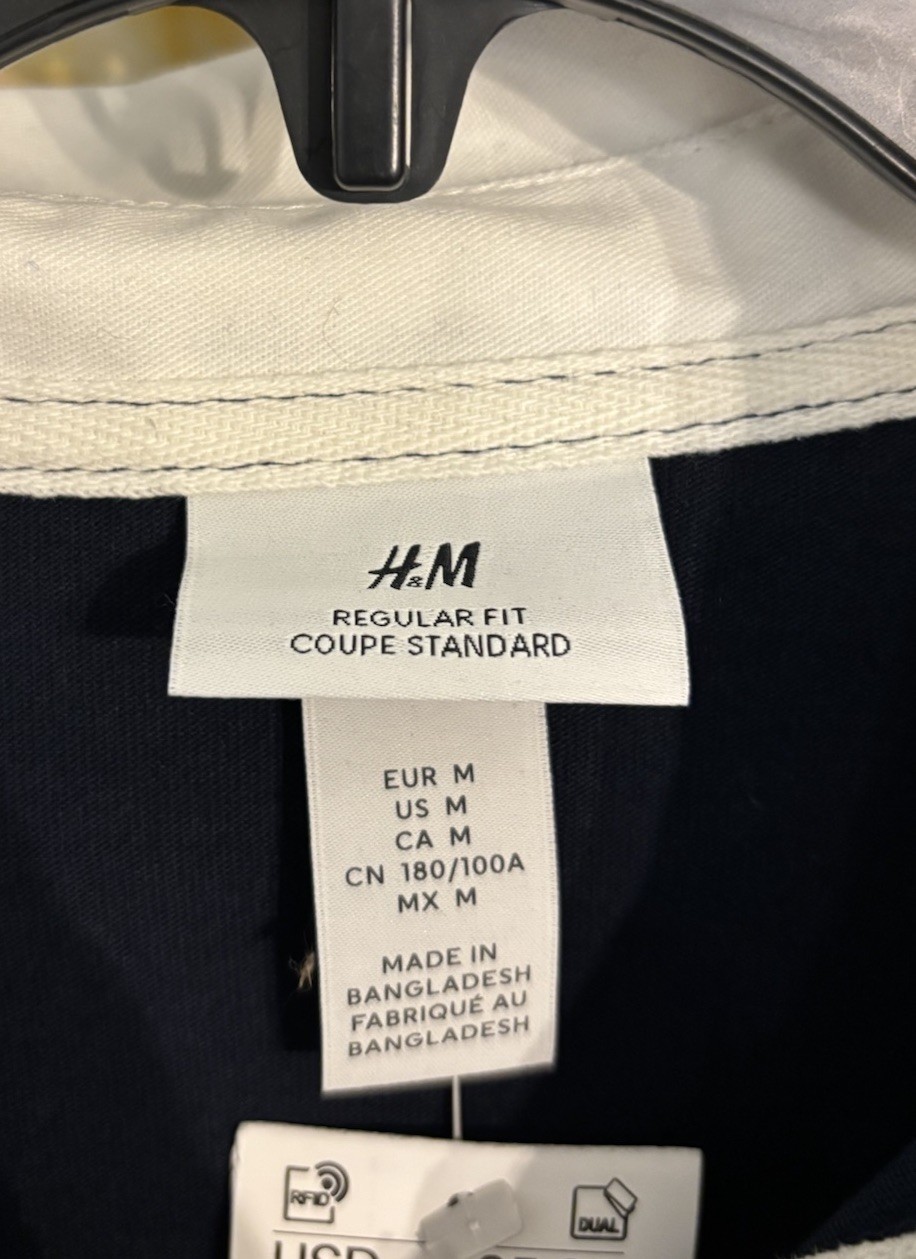 H&M
REGULAR FIT
COUPE STANDARD
EUR M
US M
CA M
CN 180/100A
MX M
MADE IN
BANGLADESH
FABRIQUÉ AU
BANGLADESH
RFID
DUAL
USD